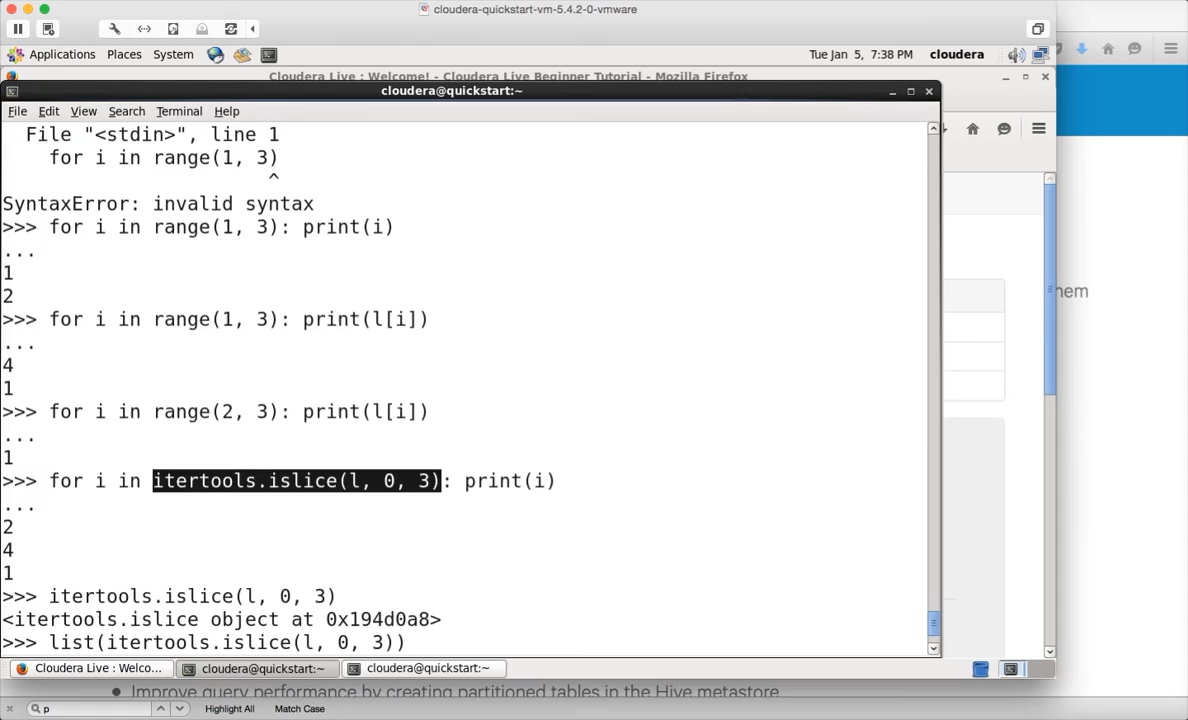 cloudera-quickstart-vm-5.4.2-0-vmware
Applications Places System Tue Jan 5, 7:38 PM cloudera
Cloudera Live : Welcome! - Cloudera Live Beginner Tutorial - Mozilla Firefox
cloudera@quickstart:~
File Edit View Search Terminal Help
File "<stdin>", line 1
for i in range(1, 3)
^
SyntaxError: invalid syntax
>>> for i in range(1, 3): print(i)
...
1
2
>>> for i in range(1, 3): print(l[i])
...
4
1
>>> for i in range(2, 3): print(l[i])
...
1
>>> for i in itertools.islice(l, 0, 3): print(i)
...
2
4
1
>>> itertools.islice(l, 0, 3)
<itertools.islice object at 0x194d0a8>
>>> list(itertools.islice(l, 0, 3))
hem
Cloudera Live : Welco... cloudera@quickstart:~ cloudera@quickstart:~
• Improve query performance by creating partitioned tables in the Hive metastore
p Highlight All Match Case